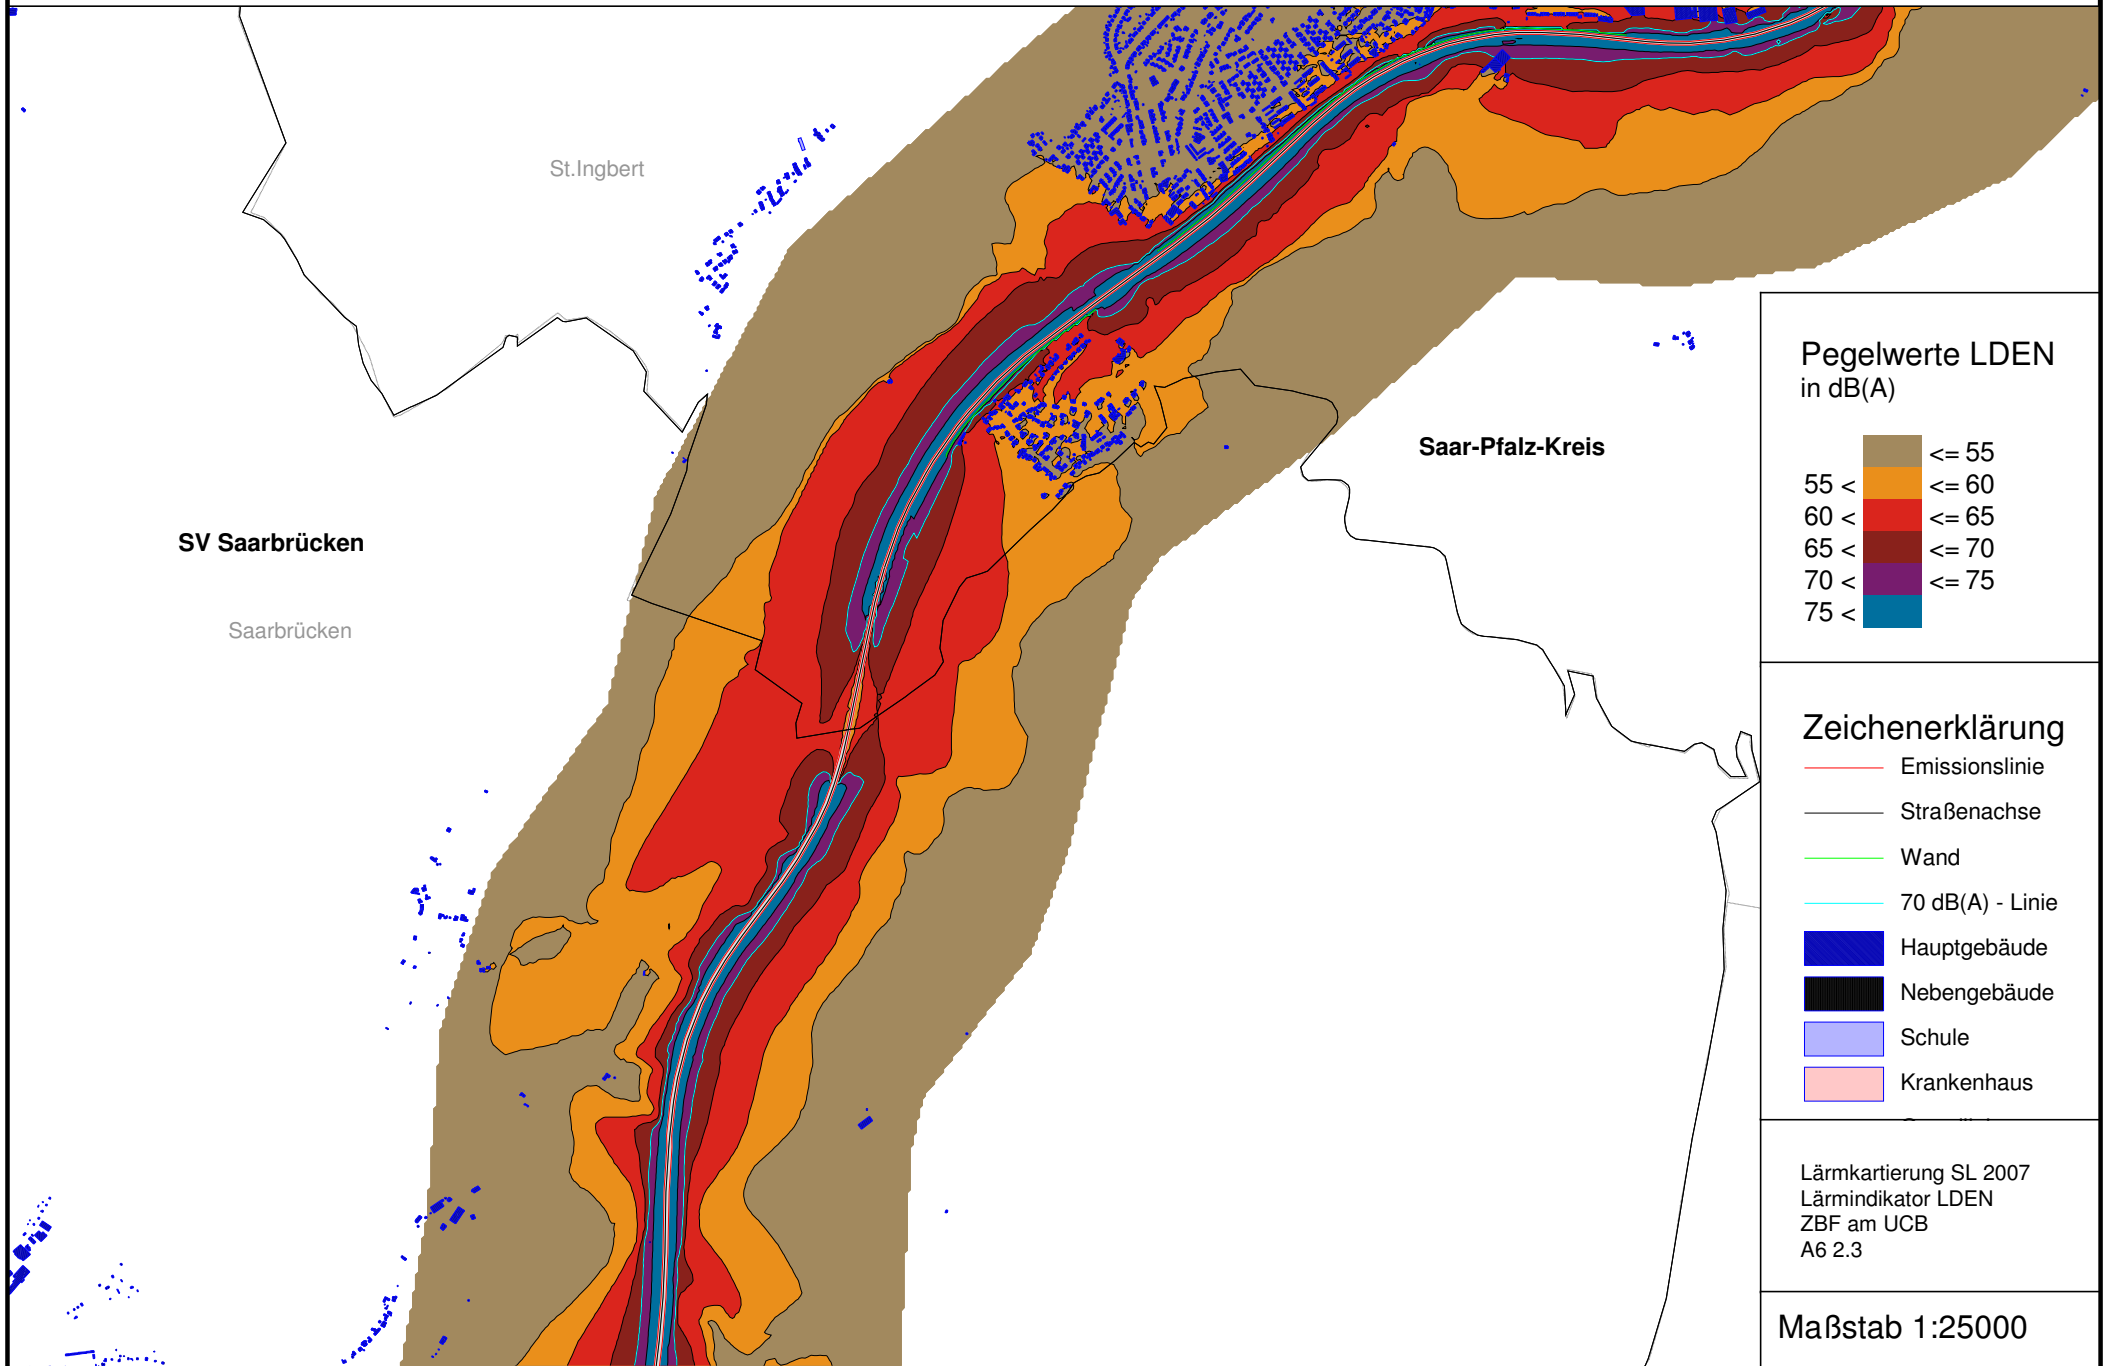 St.Ingbert
Saar-Pfalz-Kreis
SV Saarbrücken
Saarbrücken
Pegelwerte LDEN
in dB(A)
<= 55
55 < <= 60
60 < <= 65
65 < <= 70
70 < <= 75
75 <
Zeichenerklärung
Emissionslinie
Straßenachse
Wand
70 dB(A) - Linie
Hauptgebäude
Nebengebäude
Schule
Krankenhaus
Lärmkartierung SL 2007
Lärmindikator LDEN
ZBF am UCB
A6 2.3
Maßstab 1:25000